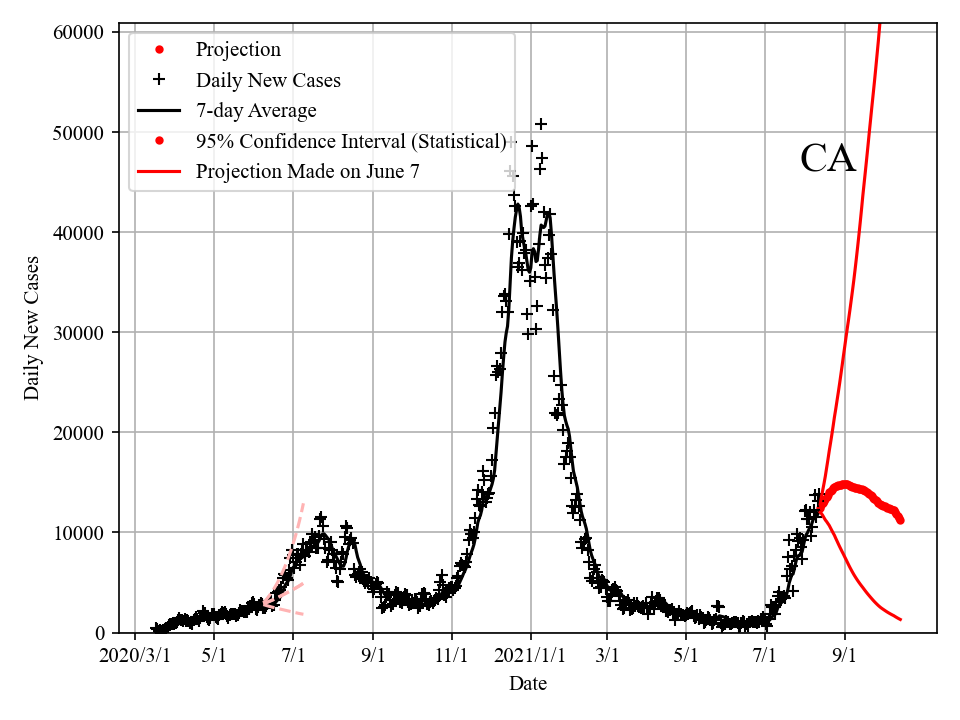 60000
50000
40000
30000
20000
10000
0
Daily New Cases
Projection
Daily New Cases
7-day Average
95% Confidence Interval (Statistical)
Projection Made on June 7
CA
2020/3/1 5/1 7/1 9/1 11/1 2021/1/1 3/1 5/1 7/1 9/1
Date